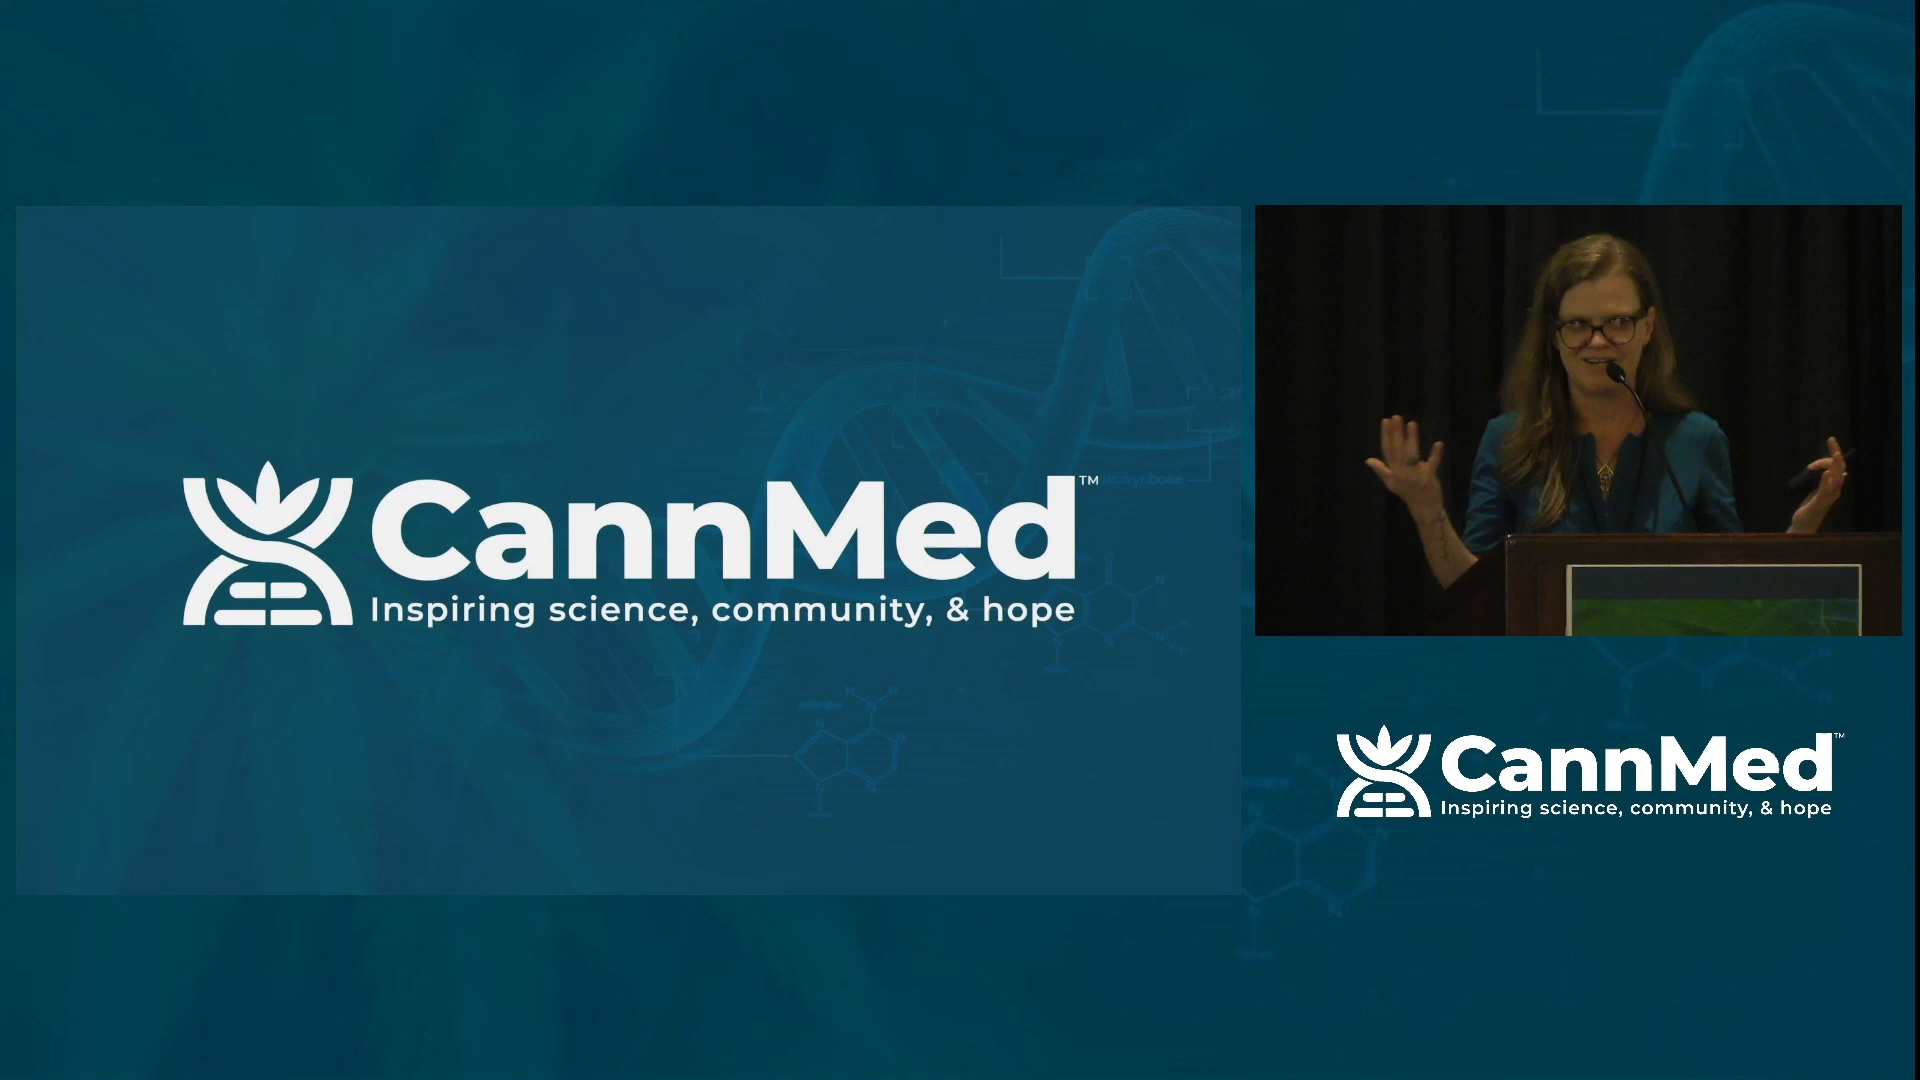 CannMed™
Inspiring science, community, & hope
CannMed™
Inspiring science, community, & hope